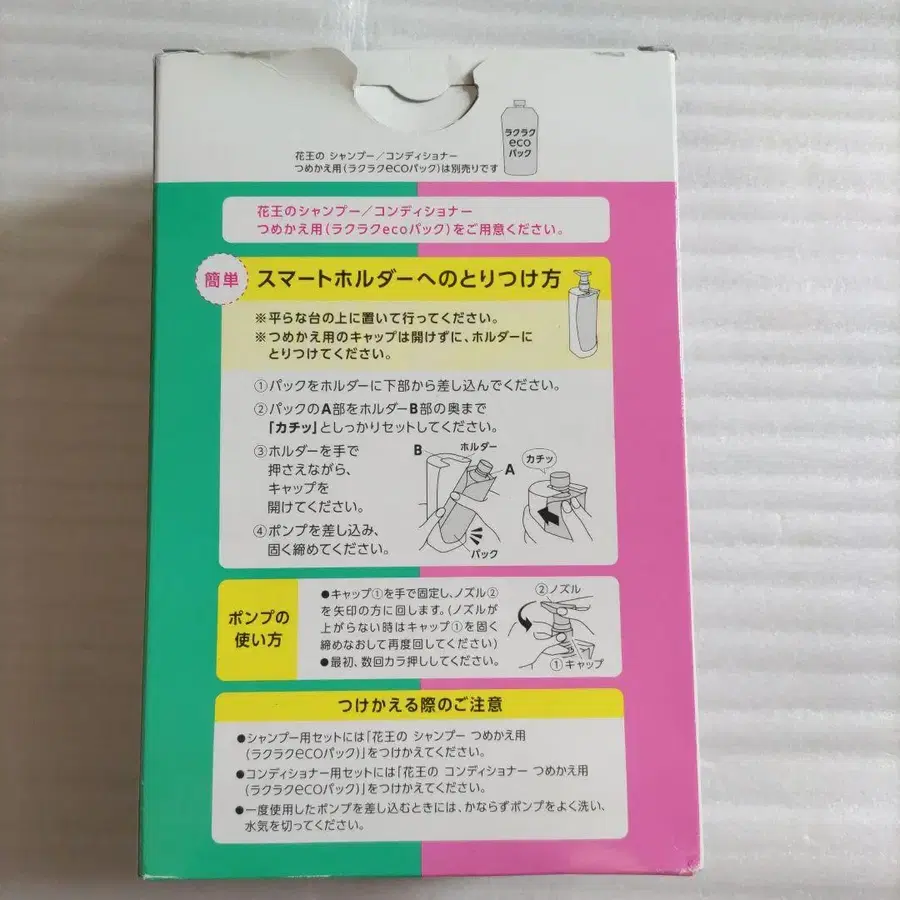 ラクラク
eco
パック
花王の シャンプー／コンディショナー
つめかえ用(ラクラクecoパック)は別売りです
花王のシャンプー／コンディショナー
つめかえ用(ラクラクecoパック)をご用意ください。
簡単
スマートホルダーへのとりつけ方
※平らな台の上に置いて行ってください。
※つめかえ用のキャップは開けずに、ホルダーに
とりつけてください。
①パックをホルダーに下部から差し込んでください。
②パックのA部をホルダーB部の奥まで
「カチッ」としっかりセットしてください。
③ホルダーを手で
押さえながら、
キャップを
開けてください。
④ポンプを差し込み、
固く締めてください。
B
ホルダー
A
カチッ
パック
ポンプの
使い方
●キャップ①を手で固定し、ノズル②
を矢印の方に回します。(ノズルが
上がらない時はキャップ①を固く
締めなおして再度回してください)
●最初、数回カラ押ししてください。
②ノズル
①キャップ
つけかえる際のご注意
●シャンプー用セットには「花王の シャンプー つめかえ用
(ラクラクecoパック)」をつけかえてください。
●コンディショナー用セットには「花王の コンディショナー つめかえ用
(ラクラクecoパック)」をつけかえてください。
●一度使用したポンプを差し込むときには、かならずポンプをよく洗い、
水気を切ってください。